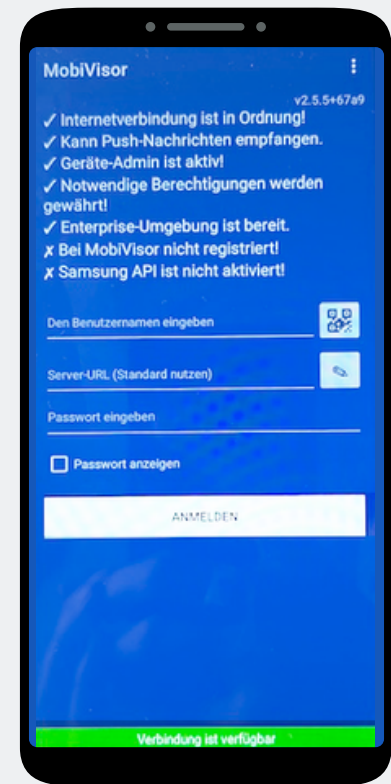 MobiVisor
v2.5.5+67a9
✓ Internetverbindung ist in Ordnung!
✓ Kann Push-Nachrichten empfangen.
✓ Geräte-Admin ist aktiv!
✓ Notwendige Berechtigungen werden
gewährt!
✓ Enterprise-Umgebung ist bereit.
✗ Bei MobiVisor nicht registriert!
✗ Samsung API ist nicht aktiviert!
Den Benutzernamen eingeben
Server-URL (Standard nutzen)
Passwort eingeben
Passwort anzeigen
ANMELDEN
Verbindung ist verfügbar